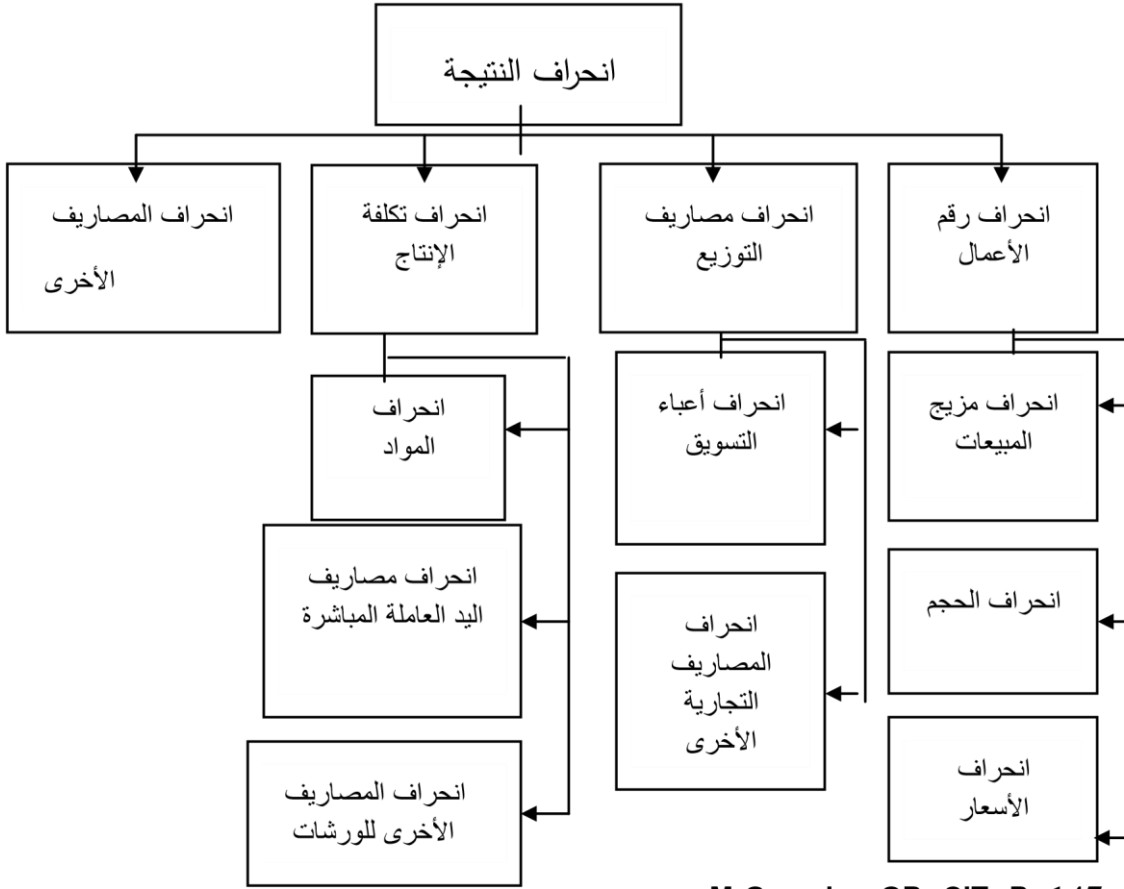 انحراف النتيجة
انحراف رقم
الأعمال
انحراف مصاريف
التوزيع
انحراف تكلفة
الإنتاج
انحراف المصاريف
الأخرى
انحراف مزيج
المبيعات
انحراف الحجم
انحراف
الأسعار
انحراف أعباء
التسويق
انحراف
المصاريف
التجارية
الأخرى
انحراف
المواد
انحراف مصاريف
اليد العاملة المباشرة
انحراف المصاريف
الأخرى للورشات